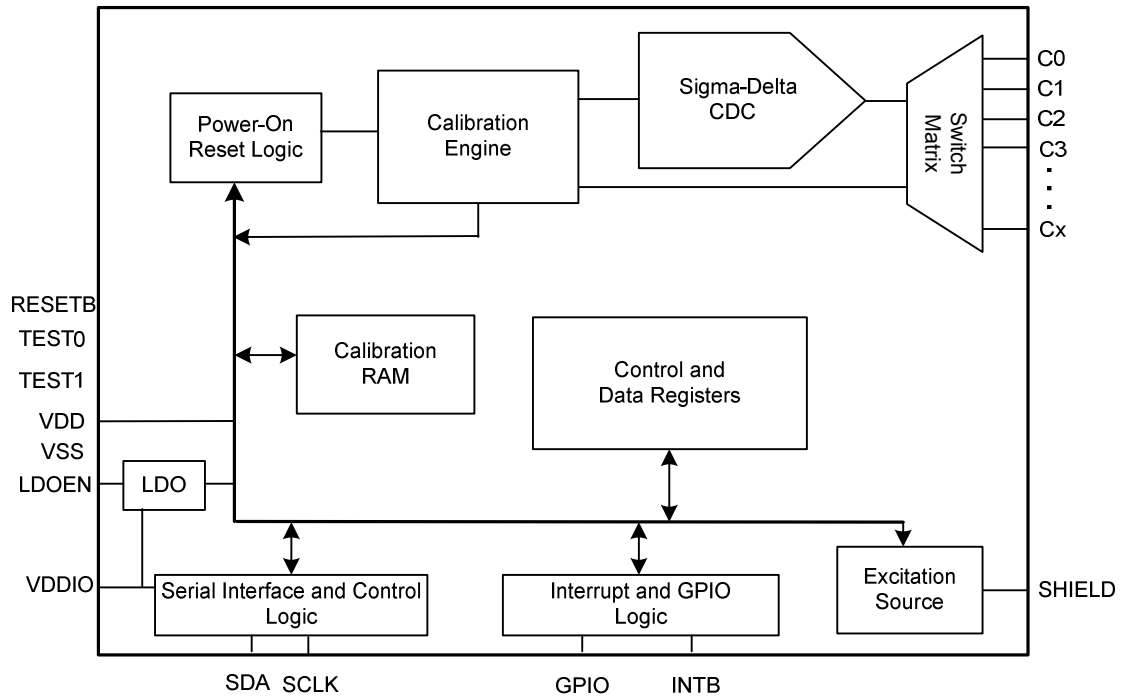 Power-On
Reset Logic
Calibration
Engine
Sigma-Delta
CDC
Switch
Matrix
C0
C1
C2
C3
Cx
RESETB
TEST0
TEST1
VDD
VSS
LDOEN
LDO
VDDIO
Calibration
RAM
Control and
Data Registers
Serial Interface and Control
Logic
Interrupt and GPIO
Logic
Excitation
Source
SHIELD
SDA
SCLK
GPIO
INTB